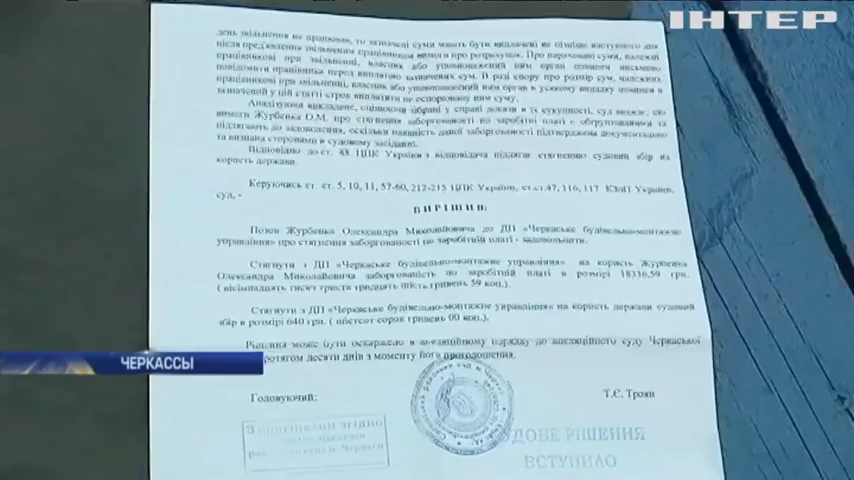 ІНТЕР
день звільнення не працював, то зазначені суми мають бути виплачені не пізніше наступного дня
після пред'явлення звільненим працівником вимоги про розрахунок. Про нараховані суми, належні
працівникові при звільненні, власник або уповноважений ним орган повинен письмово
повідомити працівника перед виплатою зазначених сум. В разі спору про розмір сум, належних
працівникові при звільненні, власник або уповноважений ним орган в усякому випадку повинен в
зазначений у цій статті строк виплатити не оспорювану ним суму.
Аналізуючи викладене, оцінюючи зібрані у справі докази в їх сукупності, суд вважає, що
вимоги Журбенка О.М. про стягнення заборгованості по заробітній платі є обґрунтованими та
підлягають до задоволення, оскільки наявність даної заборгованості підтверджена документально
та визнана сторонами в судовому засіданні.
Відповідно до ст. 88 ЦПК України з відповідача підлягає стягненню судовий збір на
користь держави.
Керуючись ст. ст. 5, 10, 11, 57-60, 212-215 ЦПК України, ст.ст.47, 116, 117 КЗпП України,
суд, -
ВИРІШИВ:
Позов Журбенка Олександра Миколайовича до ДП «Черкаське будівельно-монтажне
управління» про стягнення заборгованості по заробітній платі - задовольнити.
Стягнути з ДП «Черкаське будівельно-монтажне управління» на користь Журбенка
Олександра Миколайовича заборгованість по заробітній платі в розмірі 18336,59 грн.
( вісімнадцять тисяч триста тридцять шість гривень 59 коп.).
Стягнути з ДП «Черкаське будівельно-монтажне управління» на користь держави судовий
збір в розмірі 640 грн. ( шістсот сорок гривень 00 коп.).
Рішення може бути оскаржено в апеляційному порядку до апеляційного суду Черкаської
протягом десяти днів з моменту його проголошення.
ЧЕРКАССЫ
Головуючий:
Т.Є. Троян
З оригіналом згідно
СУДОВЕ РІШЕННЯ
ВСТУПИЛО